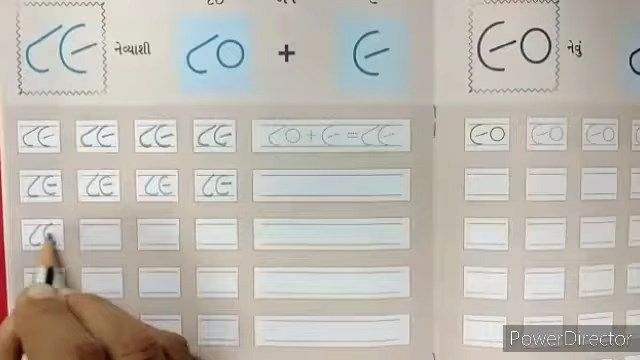 ૮૯ નેવ્યાશી ૮૦ + ૯ ૯૦ નેવું
૮૯ ૮૯ ૮૯ ૮૯ ૮૦+૯=૮૯ ૯૦ ૯૦ ૯૦
૮૯ ૮૯ ૮૯ ૮૯
૮૯
PowerDirector